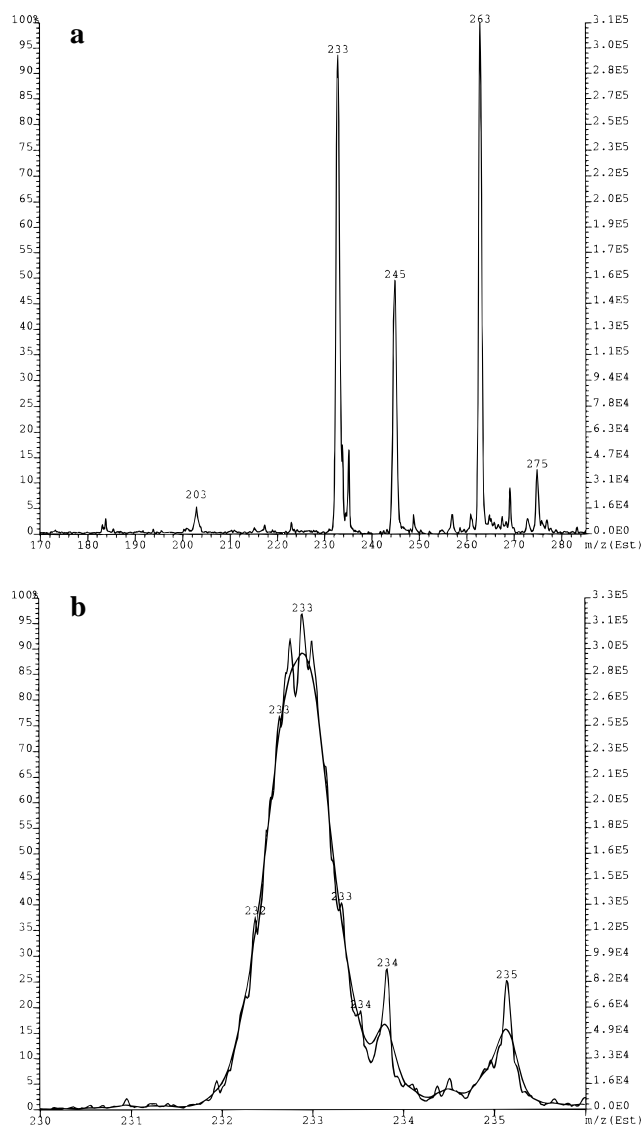 100% a 263 3.1E5
95 233 3.0E5
90 2.8E5
85 2.7E5
80 2.5E5
75 2.3E5
70 2.2E5
65 2.0E5
60 1.9E5
55 1.7E5
50 245 1.6E5
45 1.4E5
40 1.2E5
35 1.1E5
30 9.4E4
25 7.8E4
20 6.3E4
15 275 4.7E4
10 203 3.1E4
5 1.6E4
0 0.0E0
170 180 190 200 210 220 230 240 250 260 270 280 m/z(Est)
100% b 233 3.3E5
95 3.1E5
90 2.9E5
85 2.8E5
80 233 2.6E5
75 2.5E5
70 2.3E5
65 2.1E5
60 2.0E5
55 1.8E5
50 1.6E5
45 1.5E5
40 232 233 1.3E5
35 1.1E5
30 234 9.8E4
25 235 8.2E4
20 234 6.5E4
15 4.9E4
10 3.3E4
5 1.6E4
0 0.0E0
230 231 232 233 234 235 m/z(Est)